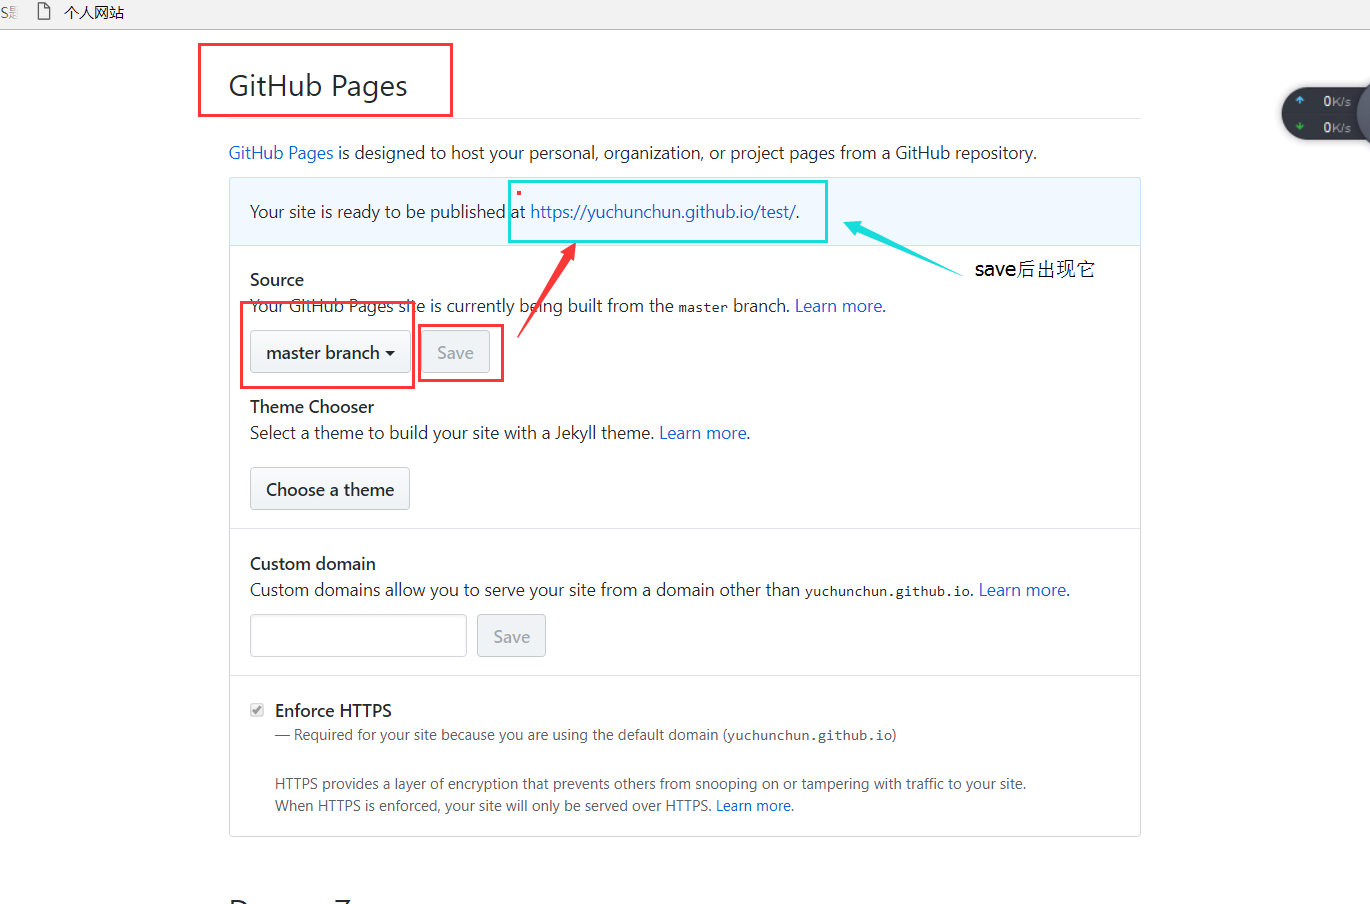 个人网站
GitHub Pages
0K/s
0K/s
GitHub Pages is designed to host your personal, organization, or project pages from a GitHub repository.
Your site is ready to be published at https://yuchunchun.github.io/test/.
save后出现它
Source
Your GitHub Pages site is currently being built from the master branch. Learn more.
master branch
Save
Theme Chooser
Select a theme to build your site with a Jekyll theme. Learn more.
Choose a theme
Custom domain
Custom domains allow you to serve your site from a domain other than yuchunchun.github.io. Learn more.
Save
Enforce HTTPS
— Required for your site because you are using the default domain (yuchunchun.github.io)
HTTPS provides a layer of encryption that prevents others from snooping on or tampering with traffic to your site.
When HTTPS is enforced, your site will only be served over HTTPS. Learn more.